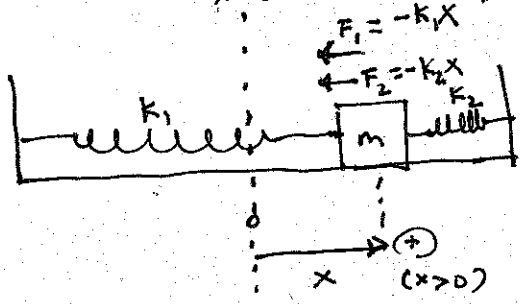 F₁ = -K₁X
F₂ = -K₂X
K₁
K₂
m
0
X
+
(x>0)